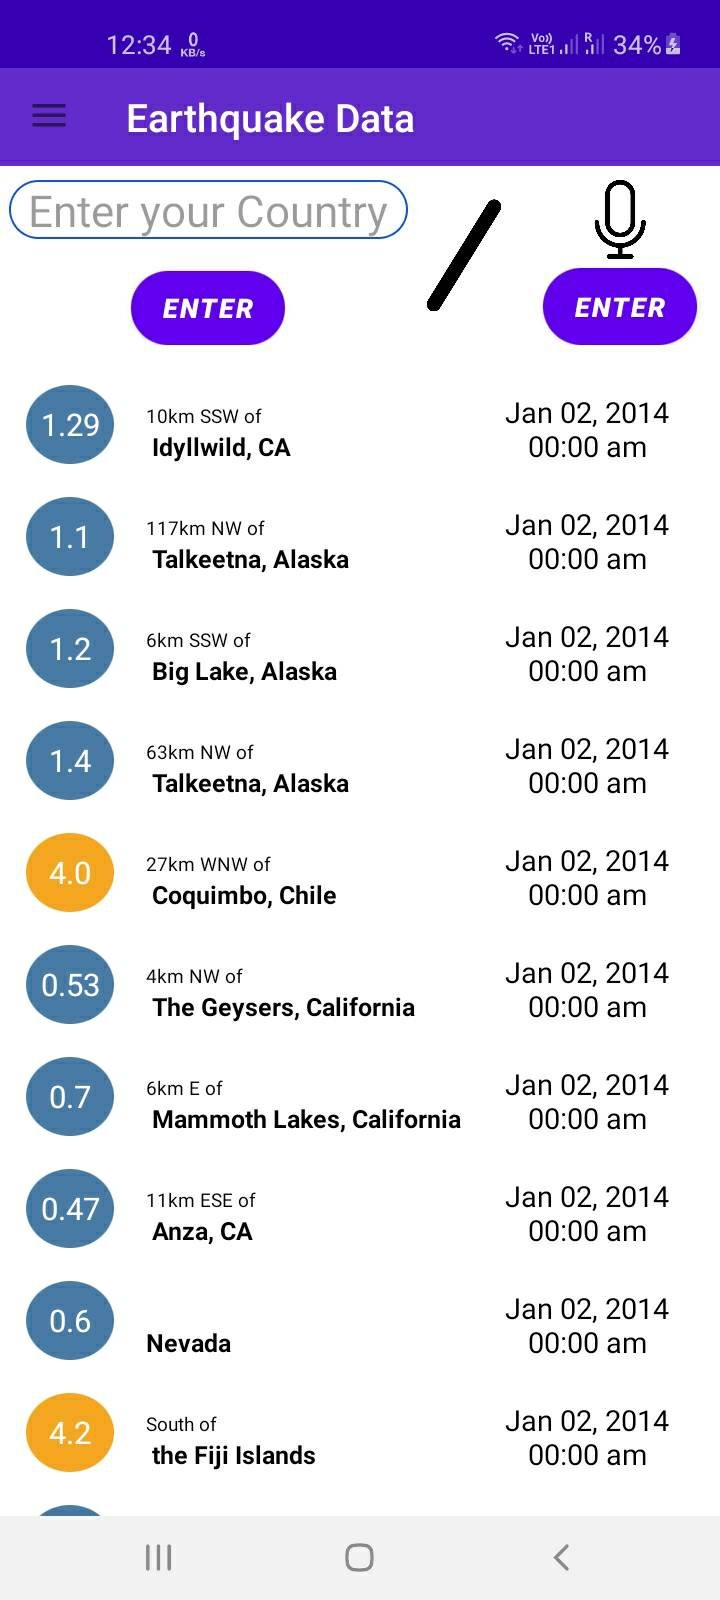 12:34 0 KB/s Vo)) LTE1 R 34%
Earthquake Data
Enter your Country
ENTER ENTER
1.29 10km SSW of Jan 02, 2014
Idyllwild, CA 00:00 am
1.1 117km NW of Jan 02, 2014
Talkeetna, Alaska 00:00 am
1.2 6km SSW of Jan 02, 2014
Big Lake, Alaska 00:00 am
1.4 63km NW of Jan 02, 2014
Talkeetna, Alaska 00:00 am
4.0 27km WNW of Jan 02, 2014
Coquimbo, Chile 00:00 am
0.53 4km NW of Jan 02, 2014
The Geysers, California 00:00 am
0.7 6km E of Jan 02, 2014
Mammoth Lakes, California 00:00 am
0.47 11km ESE of Jan 02, 2014
Anza, CA 00:00 am
0.6 Jan 02, 2014
Nevada 00:00 am
4.2 South of Jan 02, 2014
the Fiji Islands 00:00 am